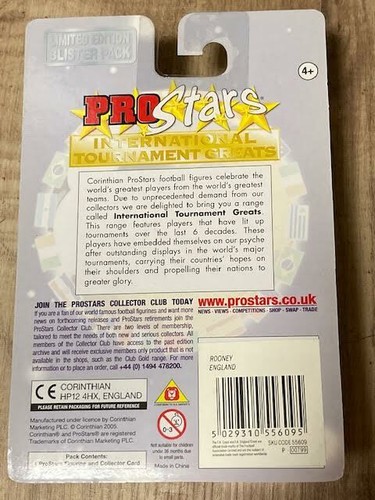 LIMITED EDITION
BLISTER PACK
4+
PROStars
INTERNATIONAL
TOURNAMENT GREATS
Corinthian ProStars football figures celebrate the
world's greatest players from the world's greatest
teams. Due to unprecedented demand from our
collectors we are delighted to bring you a range
called International Tournament Greats.
This range features players that have lit up
tournaments over the last 6 decades. These
players have embedded themselves on our psyche
after outstanding displays in the world's major
tournaments, carrying their countries' hopes on
their shoulders and propelling their nations to
greater glory.
JOIN THE PROSTARS COLLECTOR CLUB TODAY
If you are a fan of our world famous football figurines and want more
news on forthcoming releases and ProStars retirements join the
ProStars Collector Club. There are two levels of membership,
tailored to meet the needs of both new and serious collectors. All
members of the Collector Club have access to the past edition
archive and will receive exclusive members only product that is not
available in the shops, such as the Club Gold range. For more
information or to place an order, call +44 (0) 1494 478200.
www.prostars.co.uk
NEWS - VIEWS - COMPETITIONS - SHOP - SWAP - TRADE
CE CORINTHIAN
HP12 4HX, ENGLAND
PLEASE RETAIN PACKAGING FOR FUTURE REFERENCE
Manufactured under licence by Corinthian
Marketing PLC. © Corinthian 2005.
Corinthian® and ProStars® are registered
Trademarks of Corinthian Marketing PLC.
Pack Contents:
1 ProStars Figurine and Collector Card
0-3
Not suitable for children
under 36 months due
to small parts.
Made in China
ROONEY
ENGLAND
5 029310 556095
SKU CODE 55609
P 00799